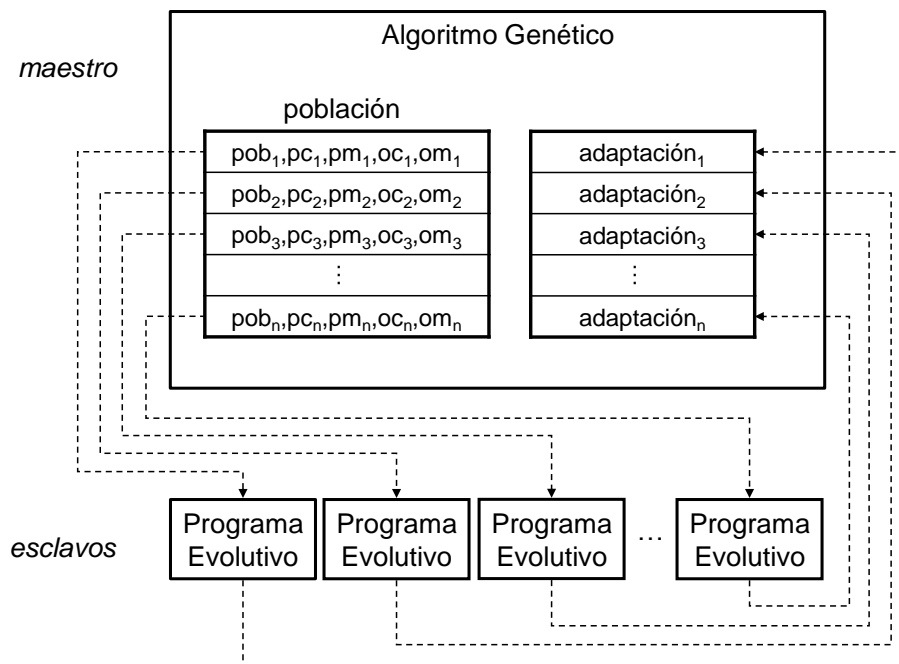 Algoritmo Genético
maestro
población
pob₁,pc₁,pm₁,oc₁,om₁
adaptación₁
pob₂,pc₂,pm₂,oc₂,om₂
adaptación₂
pob₃,pc₃,pm₃,oc₃,om₃
adaptación₃
⋮
⋮
pobₙ,pcₙ,pmₙ,ocₙ,omₙ
adaptaciónₙ
esclavos
Programa
Evolutivo
Programa
Evolutivo
Programa
Evolutivo
...
Programa
Evolutivo